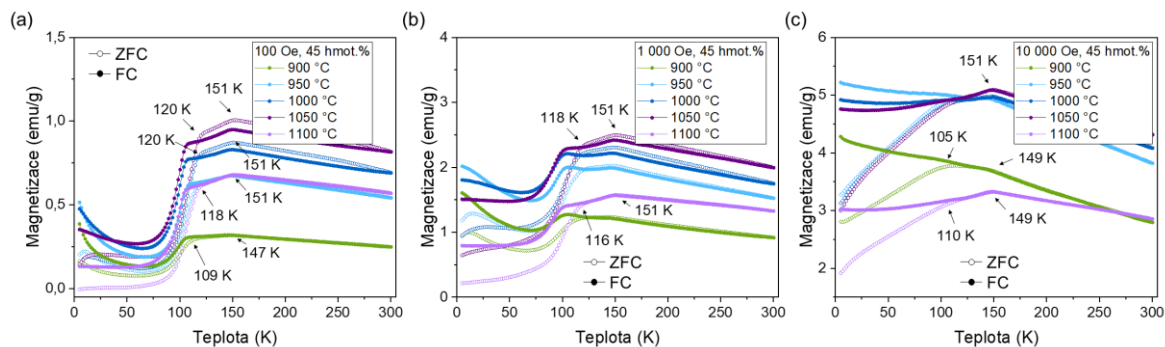 (a)
Magnetizace (emu/g)
1,5
1,0
0,5
0,0
ZFC
FC
100 Oe, 45 hmot.%
900 °C
950 °C
1000 °C
1050 °C
1100 °C
151 K
120 K
120 K
151 K
118 K
151 K
109 K
147 K
0 50 100 150 200 250 300
Teplota (K)
(b)
Magnetizace (emu/g)
4
3
2
1
0
1 000 Oe, 45 hmot.%
900 °C
950 °C
1000 °C
1050 °C
1100 °C
118 K
151 K
151 K
116 K
ZFC
FC
0 50 100 150 200 250 300
Teplota (K)
(c)
Magnetizace (emu/g)
6
5
4
3
2
10 000 Oe, 45 hmot.%
900 °C
950 °C
1000 °C
1050 °C
1100 °C
151 K
105 K
149 K
110 K
149 K
ZFC
FC
0 50 100 150 200 250 300
Teplota (K)